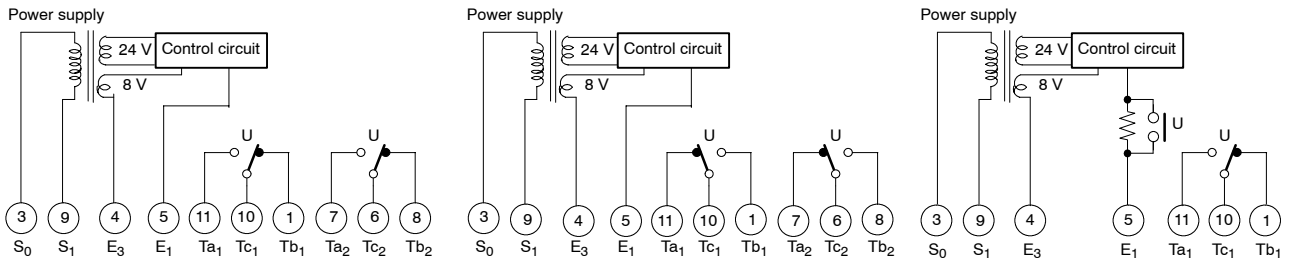 Power supply
24 V
Control circuit
8 V
U
U
3 9 4 5 11 10 1 7 6 8
S₀ S₁ E₃ E₁ Ta₁ Tc₁ Tb₁ Ta₂ Tc₂ Tb₂
Power supply
24 V
Control circuit
8 V
U
U
3 9 4 5 11 10 1 7 6 8
S₀ S₁ E₃ E₁ Ta₁ Tc₁ Tb₁ Ta₂ Tc₂ Tb₂
Power supply
24 V
Control circuit
8 V
U
U
3 9 4 5 11 10 1
S₀ S₁ E₃ E₁ Ta₁ Tc₁ Tb₁